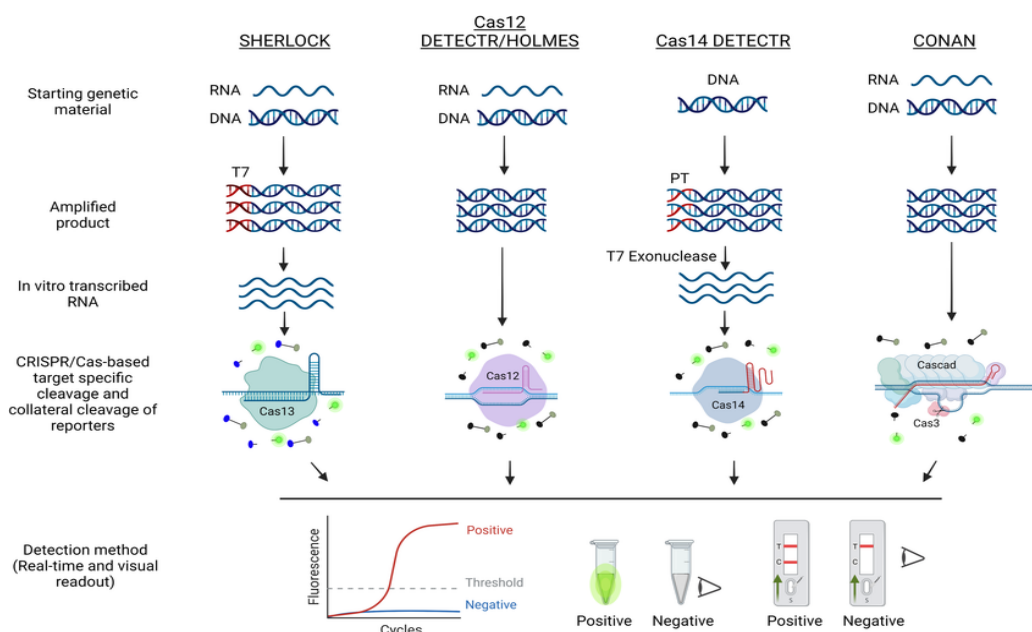 SHERLOCK
Cas12
DETECTR/HOLMES
Cas14 DETECTR
CONAN
Starting genetic
material
RNA
DNA
RNA
DNA
DNA
RNA
DNA
Amplified
product
T7
PT
T7 Exonuclease
In vitro transcribed
RNA
CRISPR/Cas-based
target specific
cleavage and
collateral cleavage of
reporters
Cas13
Cas12
Cas14
Cascad
Cas3
Detection method
(Real-time and visual
readout)
Fluorescence
Positive
Threshold
Negative
Cycles
Positive
Negative
T
C
S
Positive
T
S
Negative